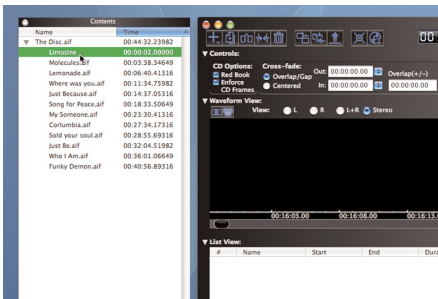 Contents
Name Time
The Disc.aif 00:44:32.23982
Limosine 00:00:02.00000
Molecules.aif 00:03:38.34649
Lemonade.aif 00:06:40.41316
Where was you.aif 00:11:34.75982
Just Because.aif 00:14:37.05316
Song for Peace.aif 00:18:33.50649
My Someone.aif 00:23:30.41316
Corlumbia.aif 00:27:34.17316
Sold your soul.aif 00:28:55.69316
Just Be.aif 00:32:04.51982
Who I Am.aif 00:36:01.06649
Funky Demon.aif 00:40:56.89316
00
Controls:
CD Options: Cross-fade:
Red Book Overlap/Gap Out: 00:00:00.00 Overlap(+/-)
Enforce CD Frames Centered In: 00:00:00.00 00:00:00.00
Waveform View:
View: L R L+R Stereo
00:16:03.00 00:16:08.00 00:16:13.
List View:
# Name Start End Dura